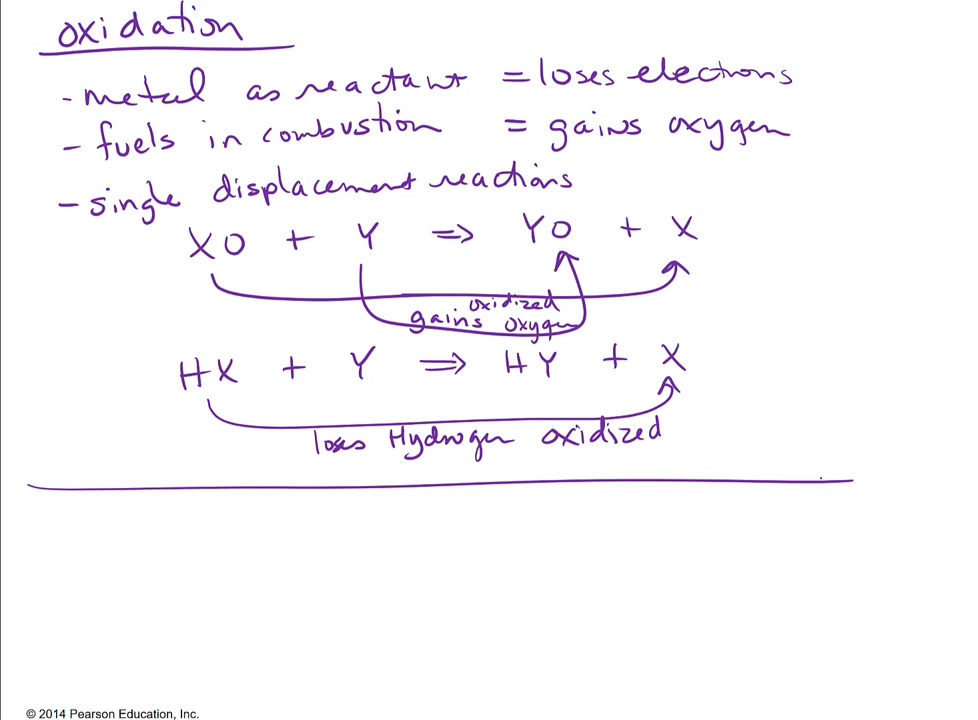 oxidation
- metal as reactant = loses electrons
- fuels in combustion = gains oxygen
- single displacement reactions
XO + Y ⇒ YO + X
oxidized
gains oxygen
HX + Y ⇒ HY + X
loses Hydrogen oxidized
© 2014 Pearson Education, Inc.